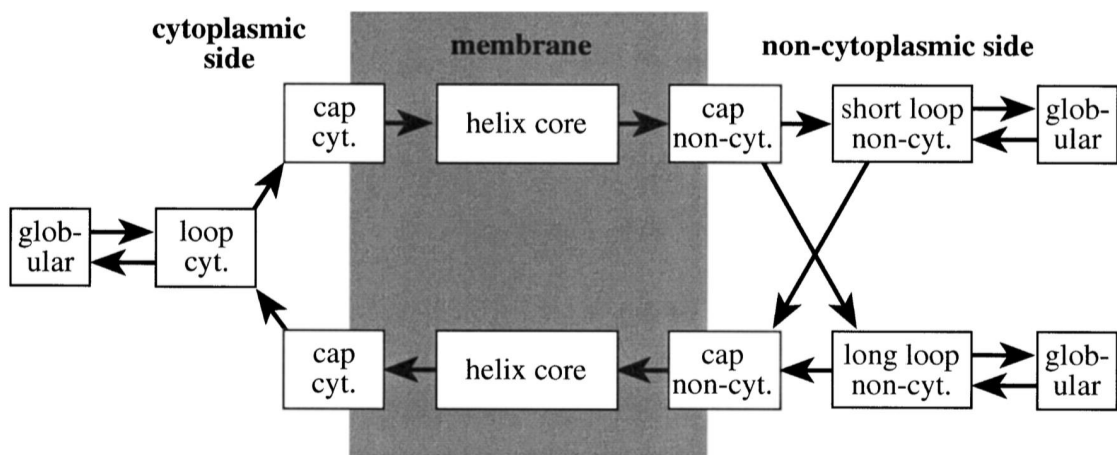 cytoplasmic
side
membrane
non-cytoplasmic side
cap
cyt.
helix core
cap
non-cyt.
short loop
non-cyt.
glob-
ular
glob-
ular
loop
cyt.
cap
cyt.
helix core
cap
non-cyt.
long loop
non-cyt.
glob-
ular